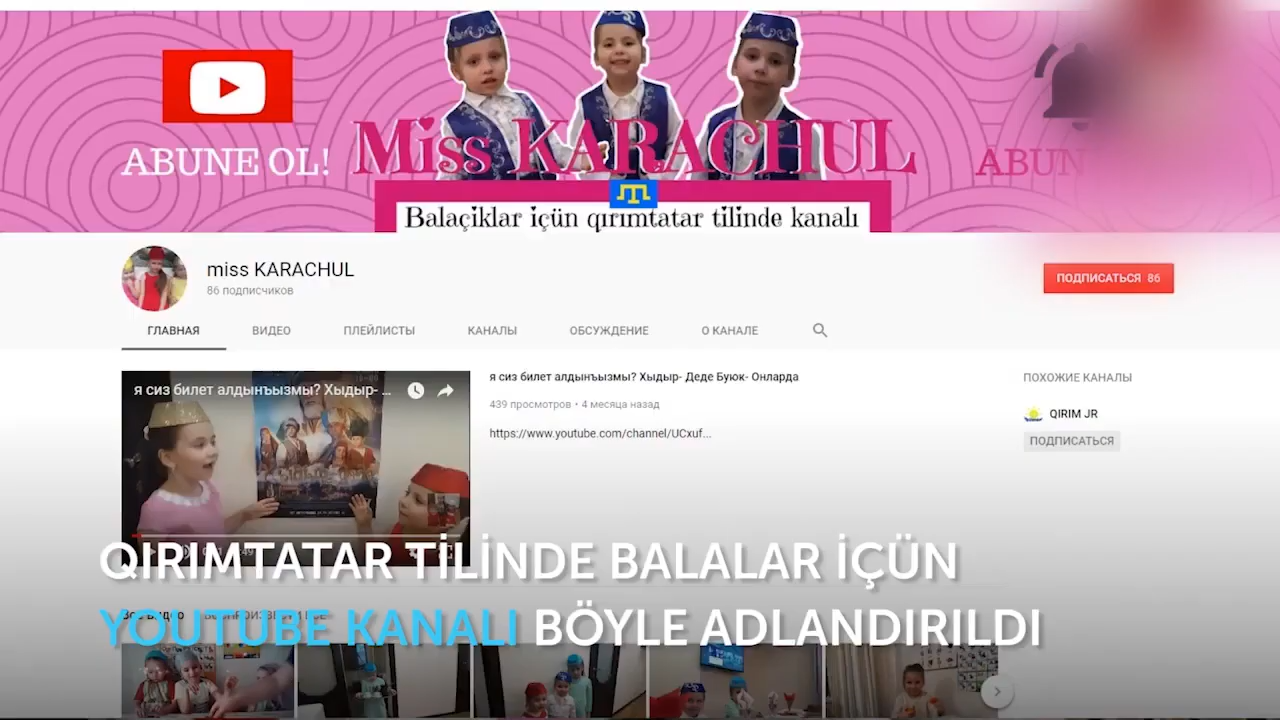 ABUNE OL!
Miss KARACHUL
ABUN
Balaçiklar içün qırımtatar tilinde kanalı
miss KARACHUL
86 подписчиков
ПОДПИСАТЬСЯ 86
ГЛАВНАЯ ВИДЕО ПЛЕЙЛИСТЫ КАНАЛЫ ОБСУЖДЕНИЕ О КАНАЛЕ
я сиз билет алдынъызмы? Хыдыр- ...
я сиз билет алдынъызмы? Хыдыр- Деде Буюк- Онларда
439 просмотров • 4 месяца назад
https://www.youtube.com/channel/UCxuf...
ПОХОЖИЕ КАНАЛЫ
QIRIM JR
ПОДПИСАТЬСЯ
QIRIMTATAR TİLİNDE BALALAR İÇÜN
YOUTUBE KANALI BÖYLE ADLANDIRILDI